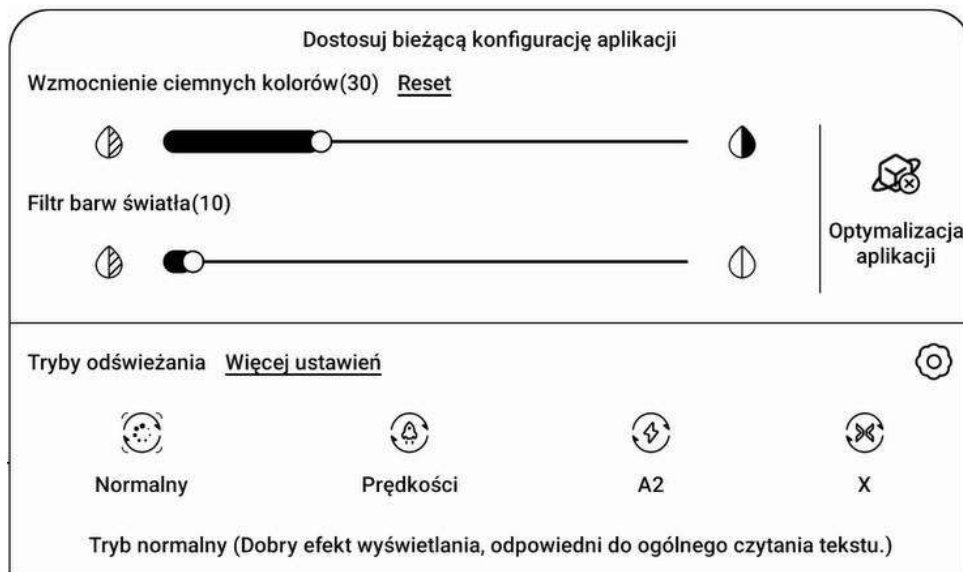 Dostosuj bieżącą konfigurację aplikacji
Wzmocnienie ciemnych kolorów(30) Reset
Filtr barw światła(10)
Optymalizacja
aplikacji
Tryby odświeżania Więcej ustawień
Normalny Prędkości A2 X
Tryb normalny (Dobry efekt wyświetlania, odpowiedni do ogólnego czytania tekstu.)